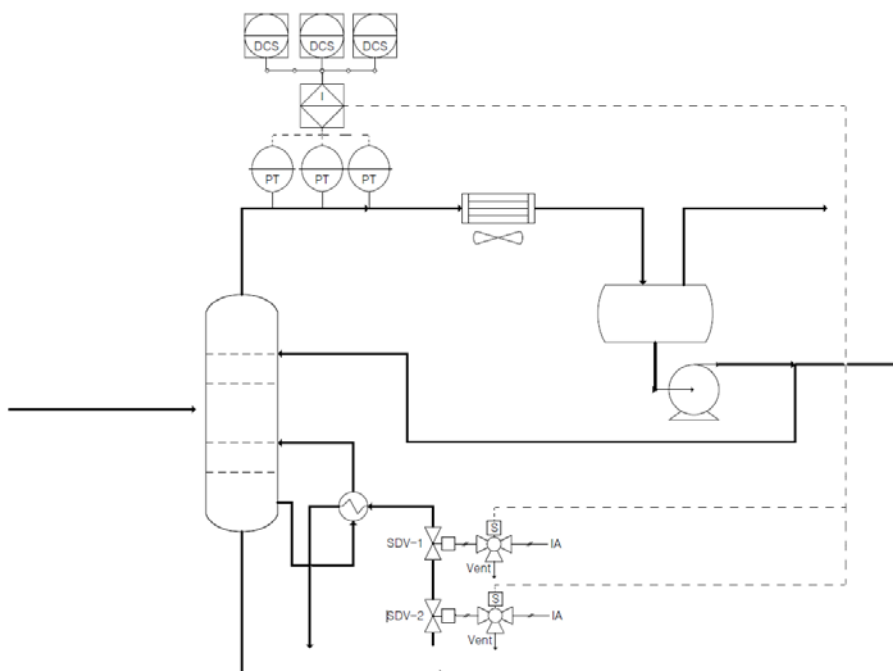 DCS DCS DCS
I
PT PT PT
S
SDV-1 IA
Vent
S
SDV-2 IA
Vent